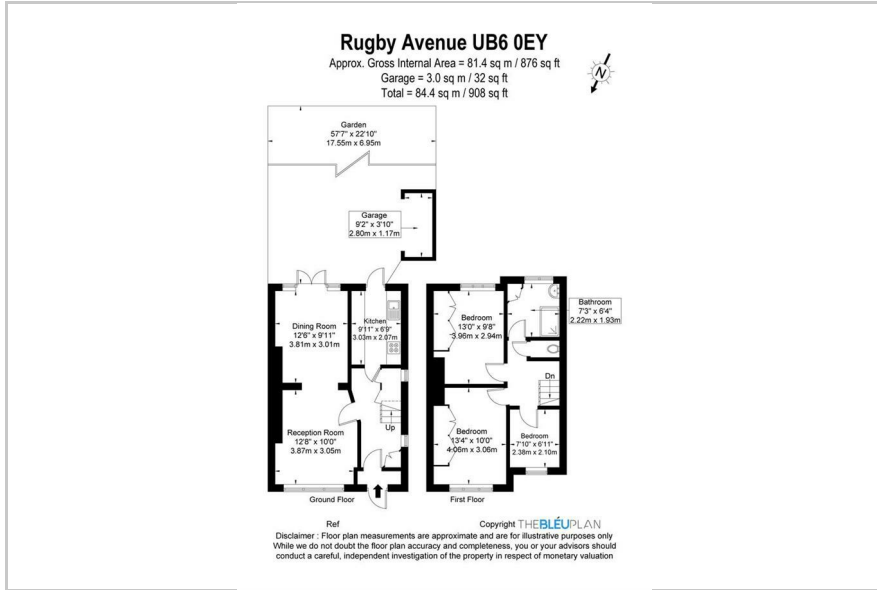 Rugby Avenue UB6 0EY
Approx. Gross Internal Area = 81.4 sq m / 876 sq ft
Garage = 3.0 sq m / 32 sq ft
Total = 84.4 sq m / 908 sq ft
N
Garden
57'7" x 22'10"
17.55m x 6.95m
Garage
9'2" x 3'10"
2.80m x 1.17m
Dining Room
12'6" x 9'11"
3.81m x 3.01m
Kitchen
9'11" x 6'9"
3.03m x 2.07m
Reception Room
12'8" x 10'0"
3.87m x 3.05m
Up
Ground Floor
Bedroom
13'0" x 9'8"
3.96m x 2.94m
Bathroom
7'3" x 6'4"
2.22m x 1.93m
Dn
Bedroom
13'4" x 10'0"
4.06m x 3.06m
Bedroom
7'10" x 6'11"
2.38m x 2.10m
First Floor
Ref
Copyright THEBLÉUPLAN
Disclaimer : Floor plan measurements are approximate and are for illustrative purposes only
While we do not doubt the floor plan accuracy and completeness, you or your advisors should
conduct a careful, independent investigation of the property in respect of monetary valuation